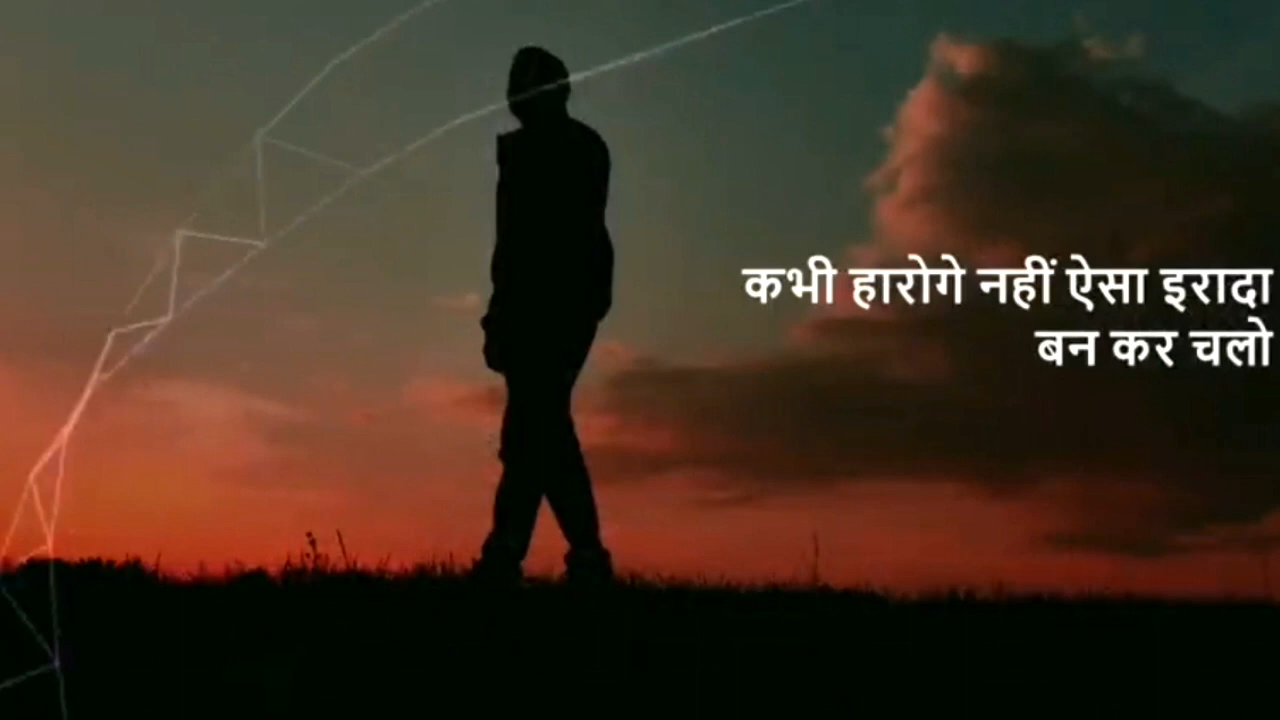 कभी हारोगे नहीं ऐसा इरादा
बन कर चलो